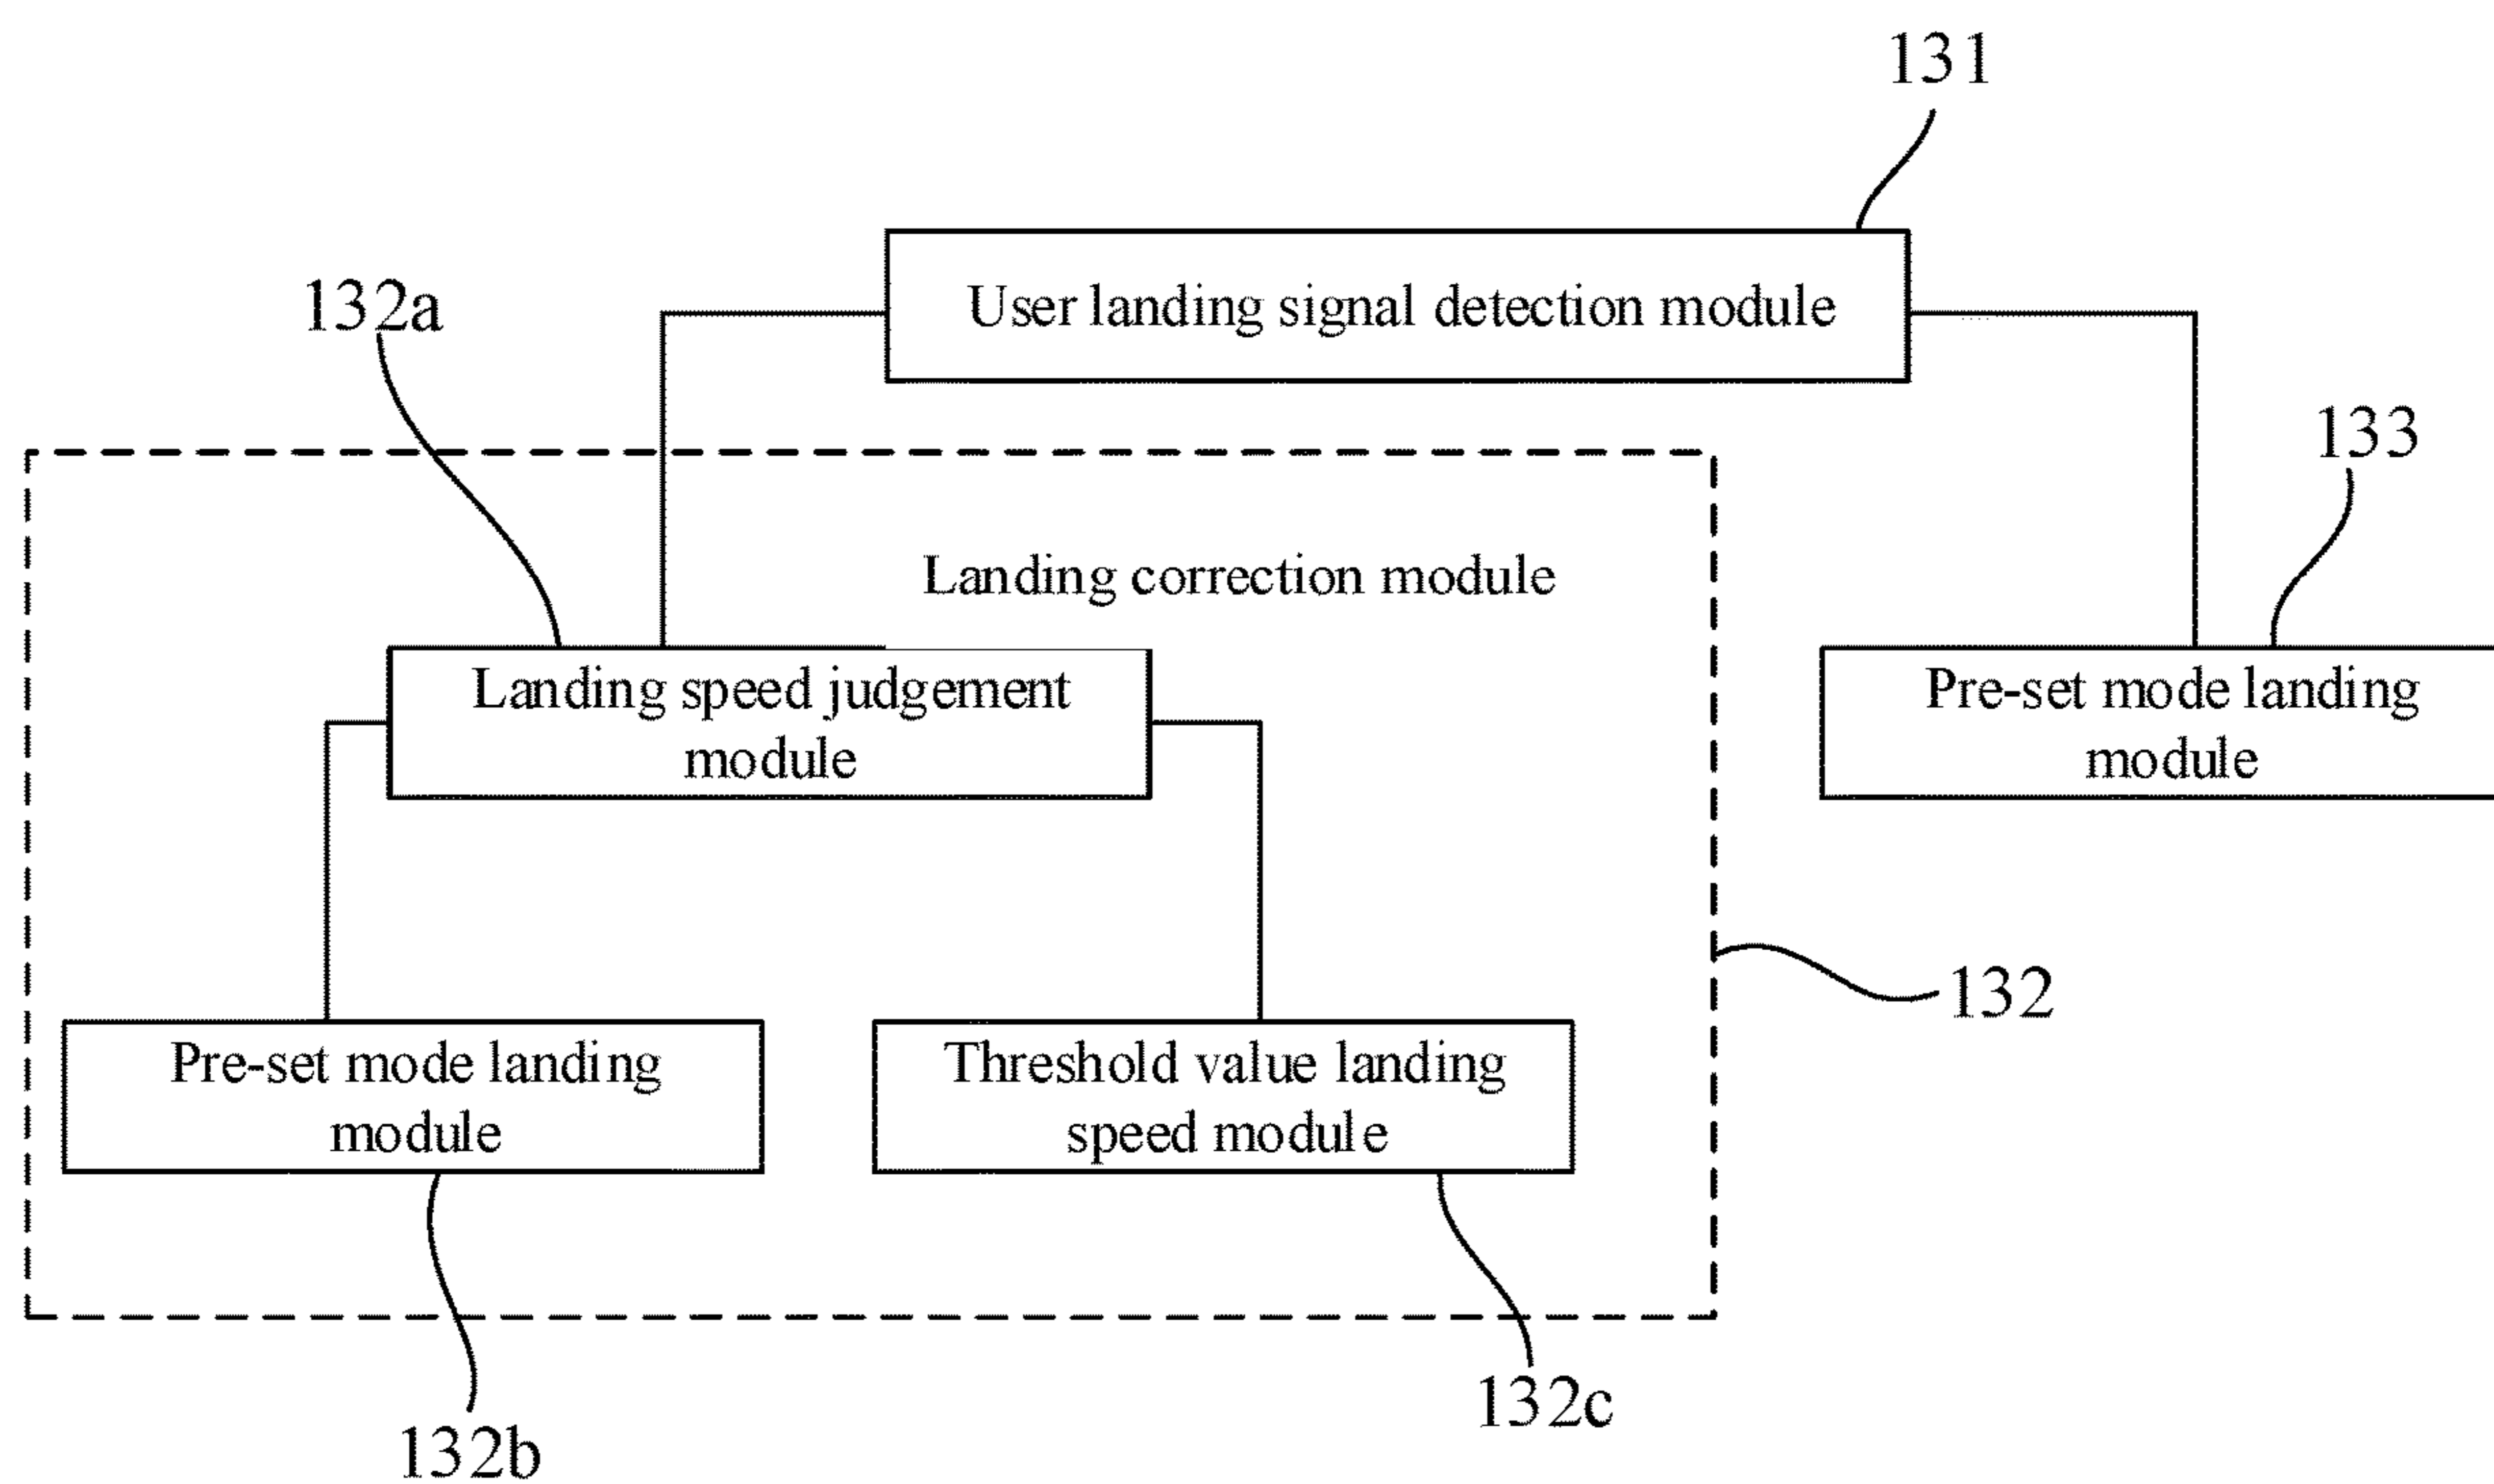 131
User landing signal detection module
132a
133
Landing correction module
Landing speed judgement
module
Pre-set mode landing
module
132
Pre-set mode landing
module
Threshold value landing
speed module
132c
132b